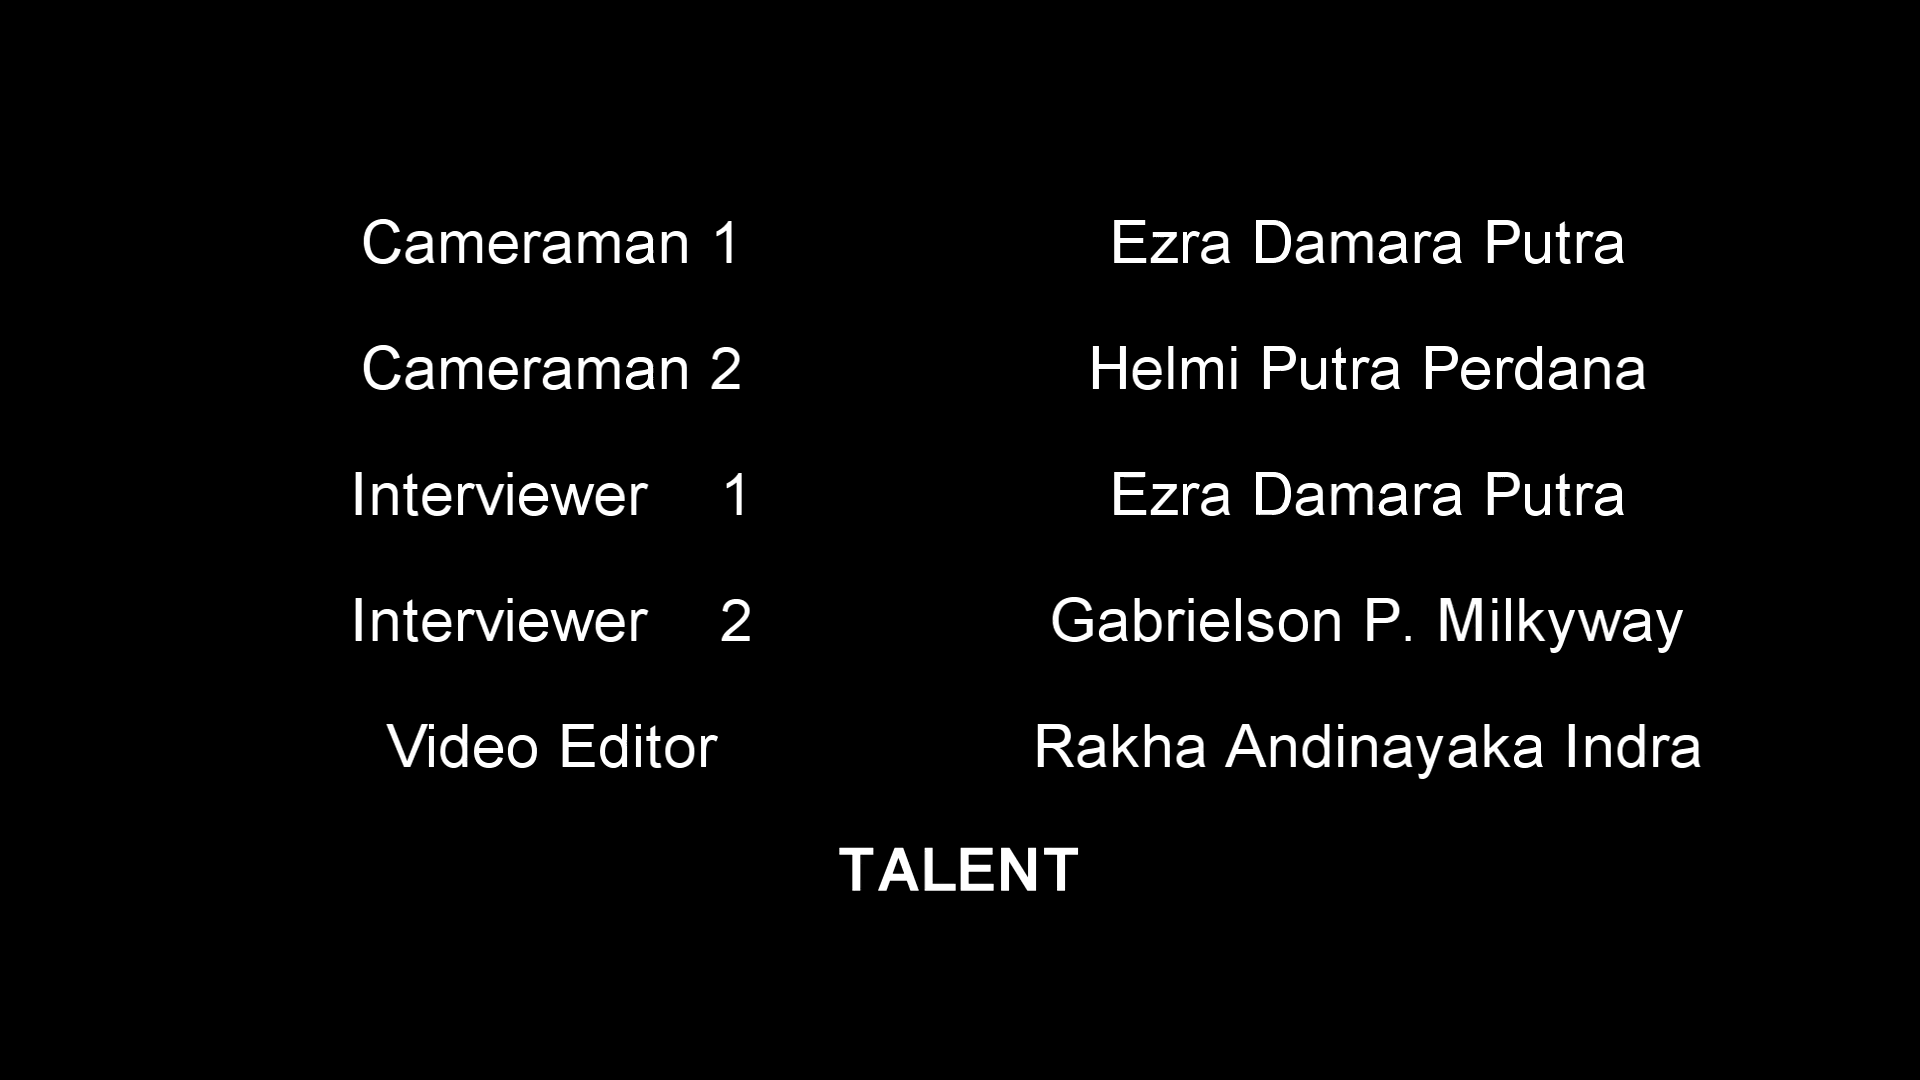 Cameraman 1 Ezra Damara Putra
Cameraman 2 Helmi Putra Perdana
Interviewer 1 Ezra Damara Putra
Interviewer 2 Gabrielson P. Milkyway
Video Editor Rakha Andinayaka Indra
TALENT